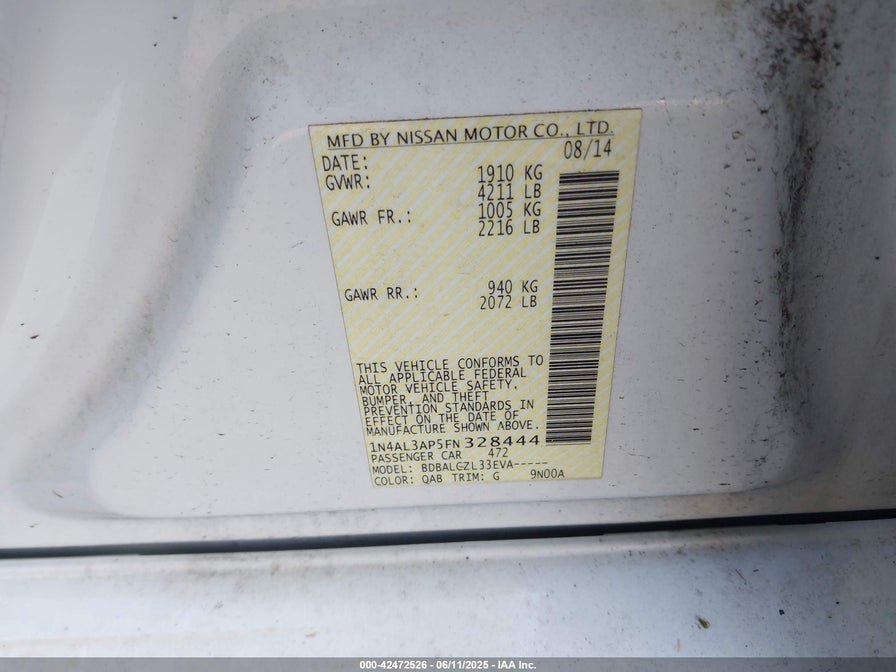 MFD BY NISSAN MOTOR CO., LTD.
DATE: 08/14
GVWR: 1910 KG
4211 LB
GAWR FR.: 1005 KG
2216 LB
GAWR RR.: 940 KG
2072 LB
THIS VEHICLE CONFORMS TO
ALL APPLICABLE FEDERAL
MOTOR VEHICLE SAFETY,
BUMPER, AND THEFT
PREVENTION STANDARDS IN
EFFECT ON THE DATE OF
MANUFACTURE SHOWN ABOVE.
1N4AL3AP5FN328444
PASSENGER CAR 472
MODEL: BDBALGZL33EVA-----
COLOR: QAB TRIM: G 9N00A
000-42472526 - 06/11/2025 - IAA Inc.